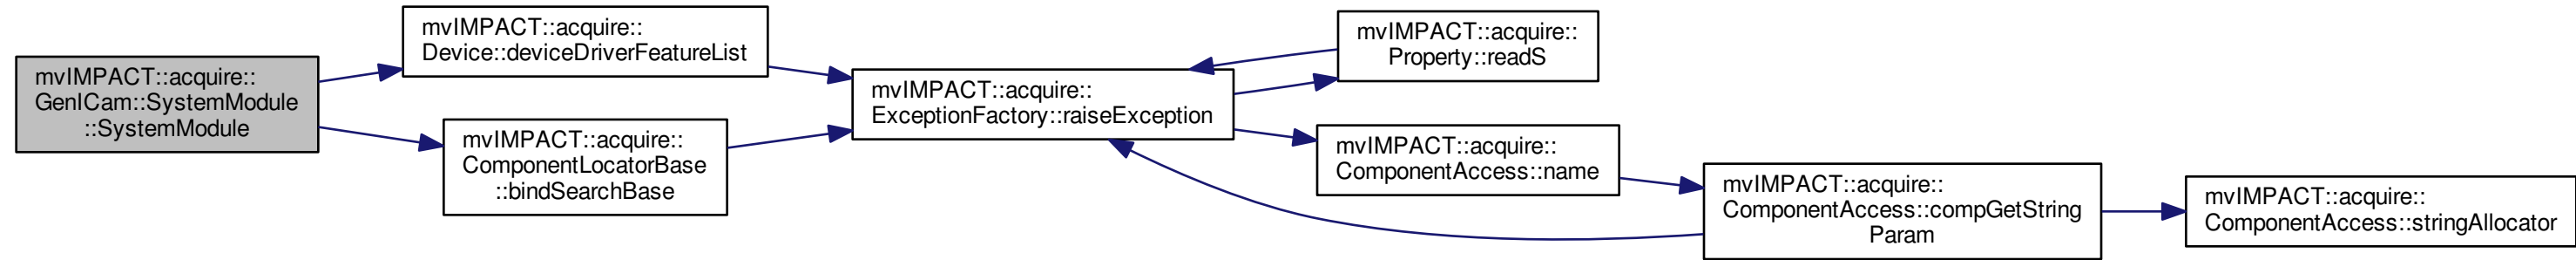 mvIMPACT::acquire::
GenICam::SystemModule
::SystemModule
mvIMPACT::acquire::
Device::deviceDriverFeatureList
mvIMPACT::acquire::
ComponentLocatorBase
::bindSearchBase
mvIMPACT::acquire::
ExceptionFactory::raiseException
mvIMPACT::acquire::
Property::readS
mvIMPACT::acquire::
ComponentAccess::name
mvIMPACT::acquire::
ComponentAccess::compGetString
Param
mvIMPACT::acquire::
ComponentAccess::stringAllocator